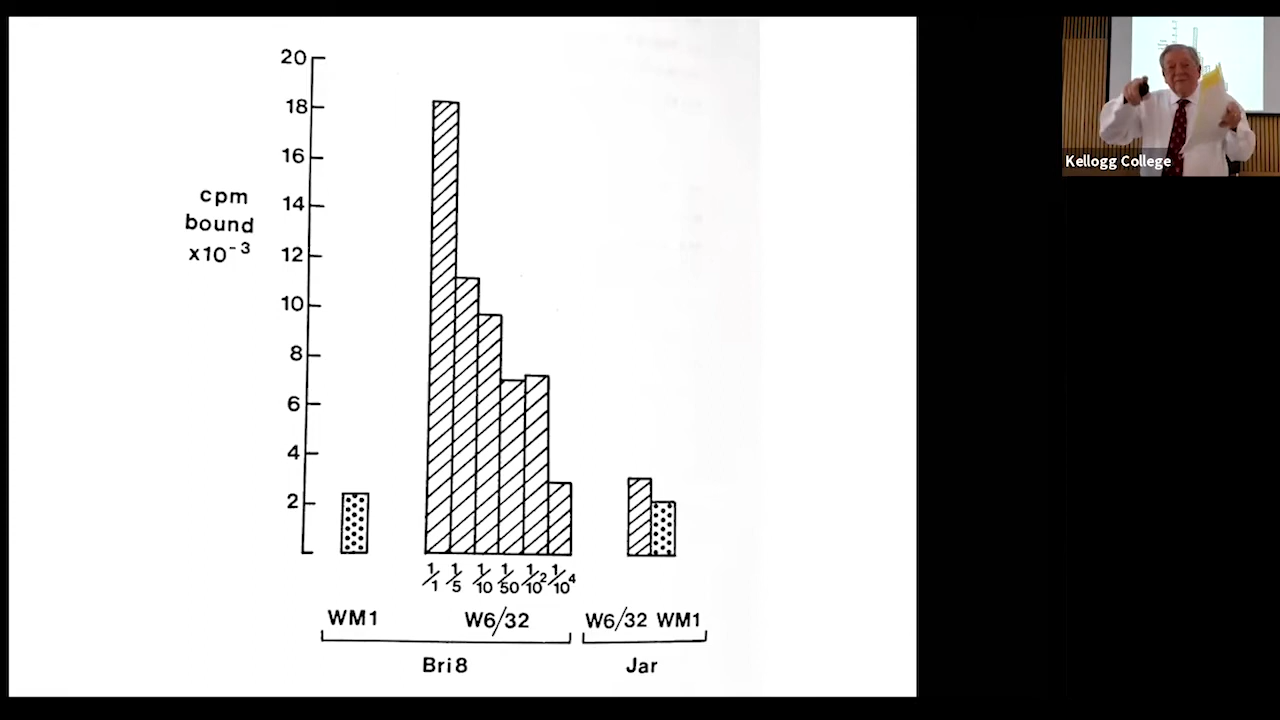 20
18
16
14
12
10
8
6
4
2
cpm
bound
x10⁻³
1/1 1/5 1/10 1/50 1/10² 1/10⁴
WM1 W6/32 W6/32 WM1
Bri8 Jar
Kellogg College